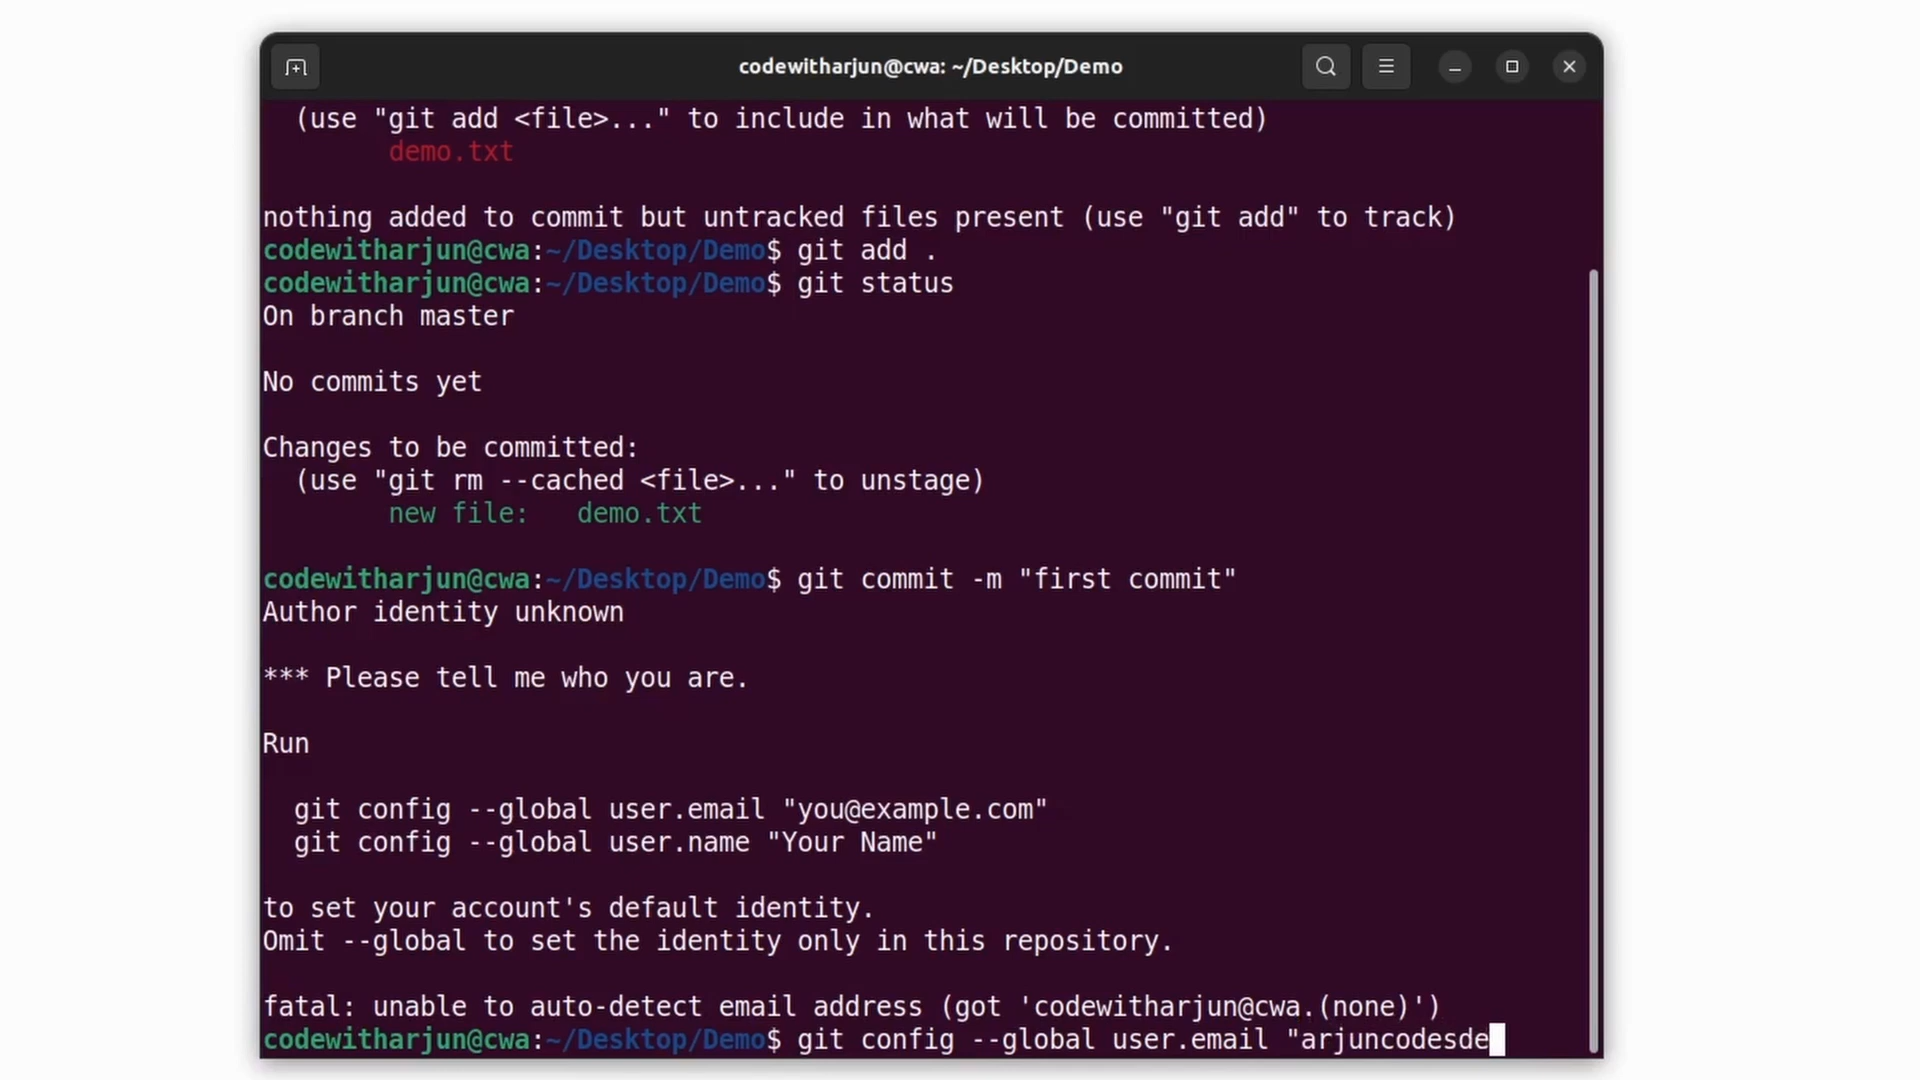 codewitharjun@cwa: ~/Desktop/Demo
(use "git add <file>..." to include in what will be committed)
demo.txt
nothing added to commit but untracked files present (use "git add" to track)
codewitharjun@cwa:~/Desktop/Demo$ git add .
codewitharjun@cwa:~/Desktop/Demo$ git status
On branch master
No commits yet
Changes to be committed:
(use "git rm --cached <file>..." to unstage)
new file:   demo.txt
codewitharjun@cwa:~/Desktop/Demo$ git commit -m "first commit"
Author identity unknown
*** Please tell me who you are.
Run
git config --global user.email "you@example.com"
git config --global user.name "Your Name"
to set your account's default identity.
Omit --global to set the identity only in this repository.
fatal: unable to auto-detect email address (got 'codewitharjun@cwa.(none)')
codewitharjun@cwa:~/Desktop/Demo$ git config --global user.email "arjuncodesde